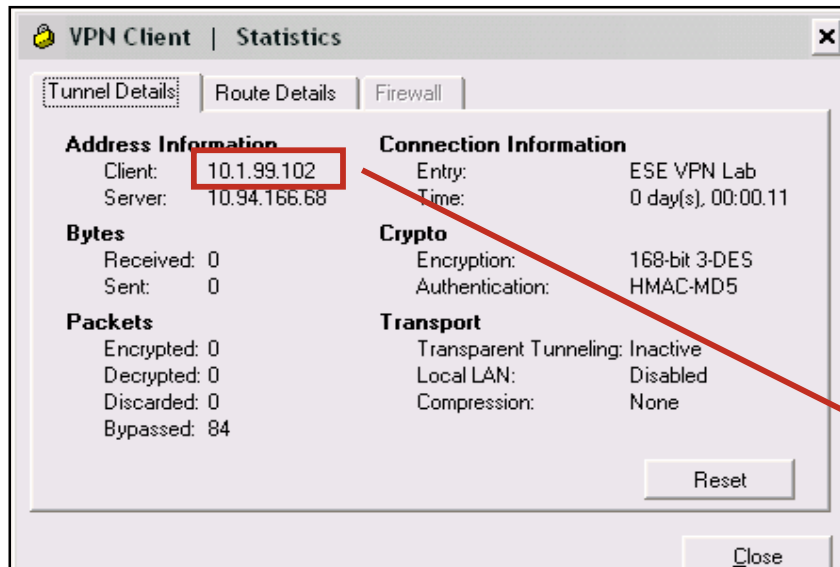 VPN Client | Statistics
Tunnel Details Route Details Firewall
Address Information Connection Information
Client: 10.1.99.102 Entry: ESE VPN Lab
Server: 10.94.166.68 Time: 0 day(s), 00:00.11
Bytes Crypto
Received: 0 Encryption: 168-bit 3-DES
Sent: 0 Authentication: HMAC-MD5
Packets Transport
Encrypted: 0 Transparent Tunneling: Inactive
Decrypted: 0 Local LAN: Disabled
Discarded: 0 Compression: None
Bypassed: 84
Reset
Close